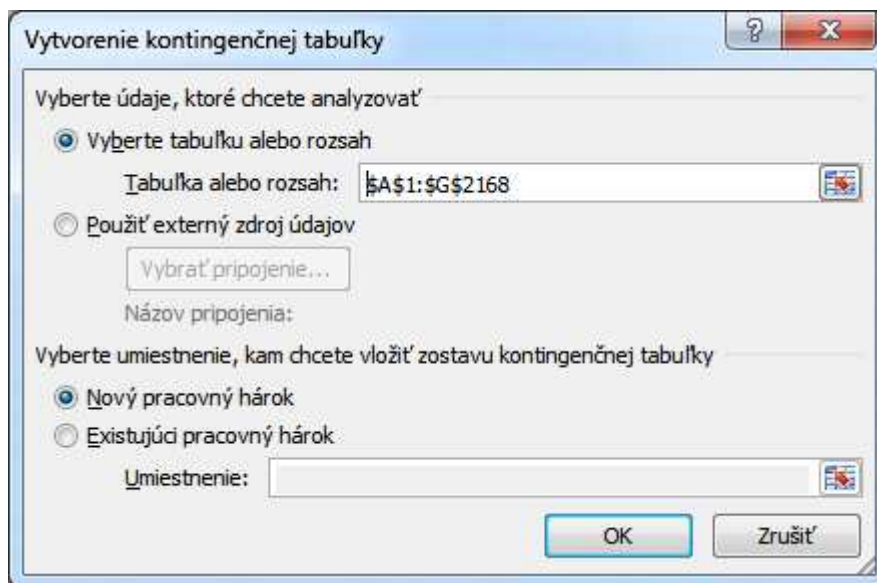 Vytvorenie kontingenčnej tabuľky
Vyberte údaje, ktoré chcete analyzovať
Vyberte tabuľku alebo rozsah
Tabuľka alebo rozsah: $A$1:$G$2168
Použiť externý zdroj údajov
Vybrať pripojenie...
Názov pripojenia:
Vyberte umiestnenie, kam chcete vložiť zostavu kontingenčnej tabuľky
Nový pracovný hárok
Existujúci pracovný hárok
Umiestnenie:
OK Zrušiť